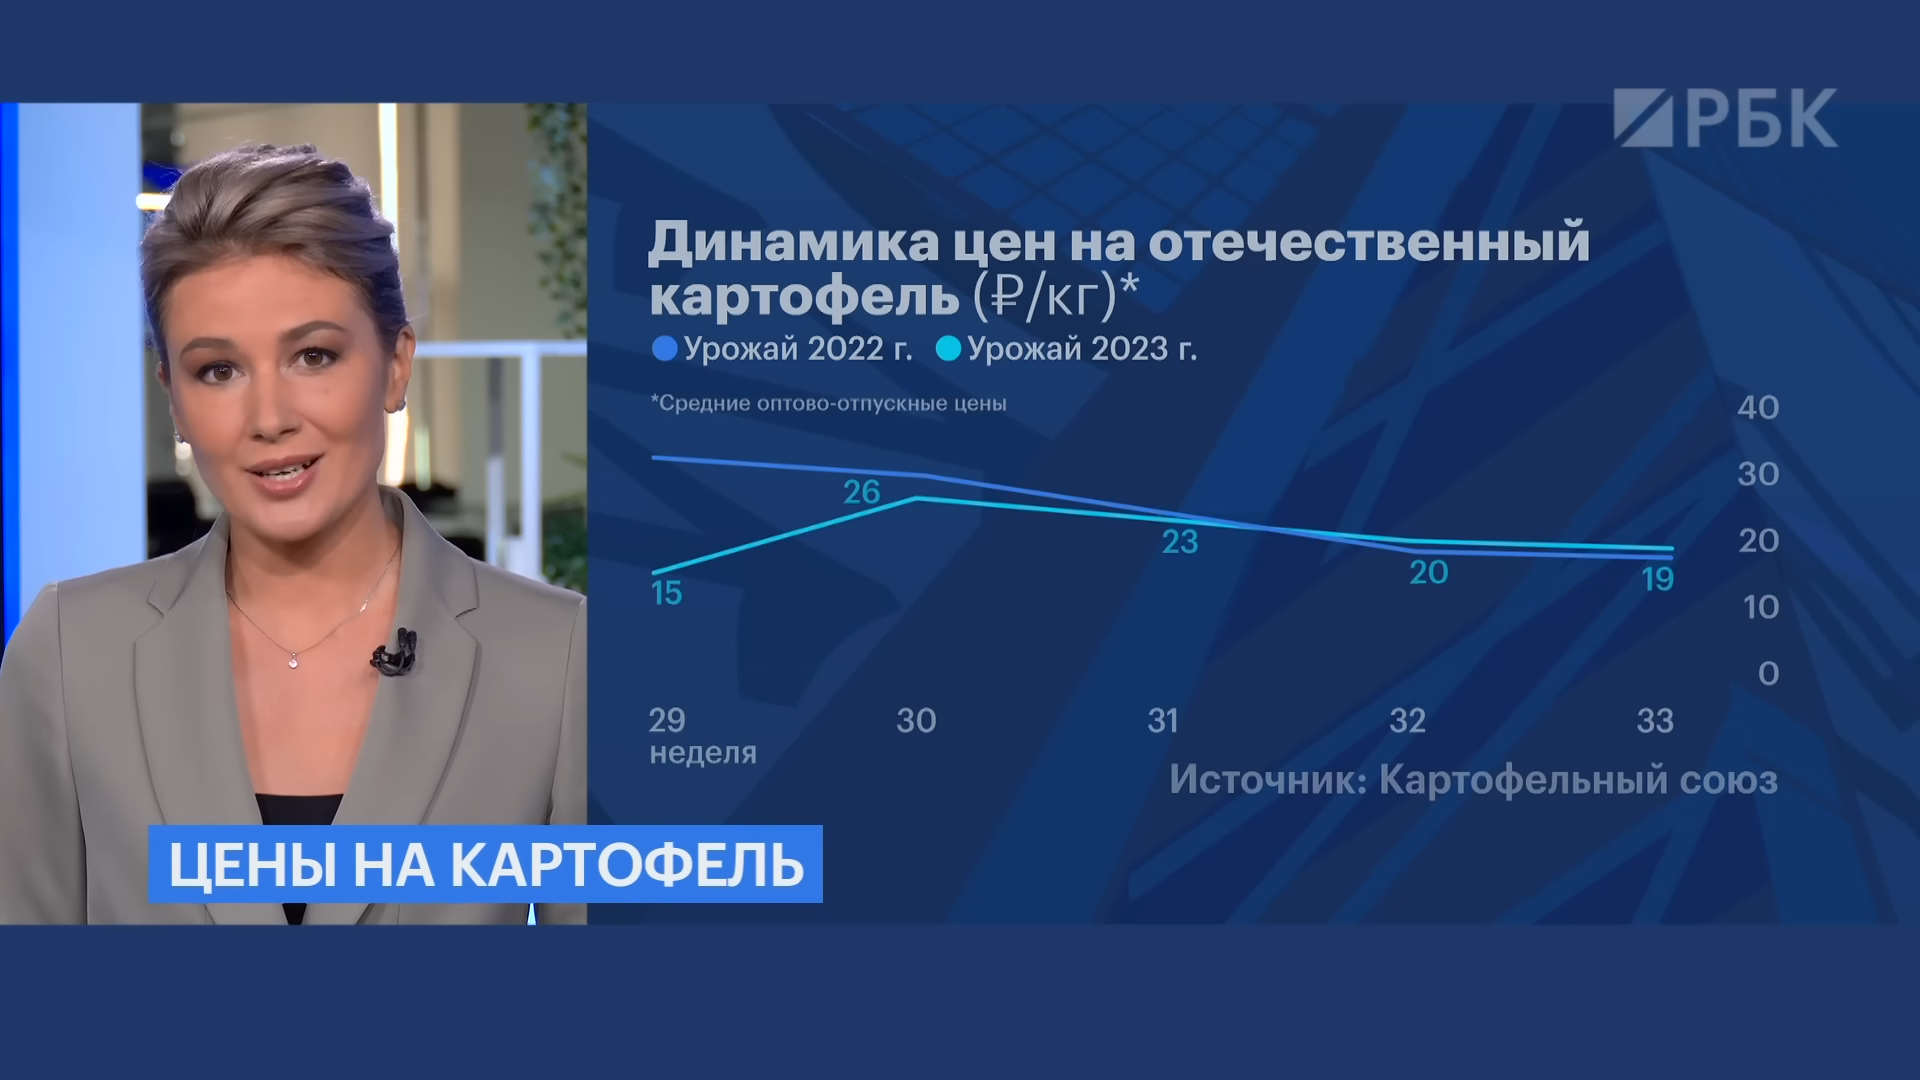 РБК
Динамика цен на отечественный
картофель (₽/кг)*
Урожай 2022 г. Урожай 2023 г.
*Средние оптово-отпускные цены
40
30
20
10
0
15
26
23
20
19
29 30 31 32 33
неделя
Источник: Картофельный союз
ЦЕНЫ НА КАРТОФЕЛЬ